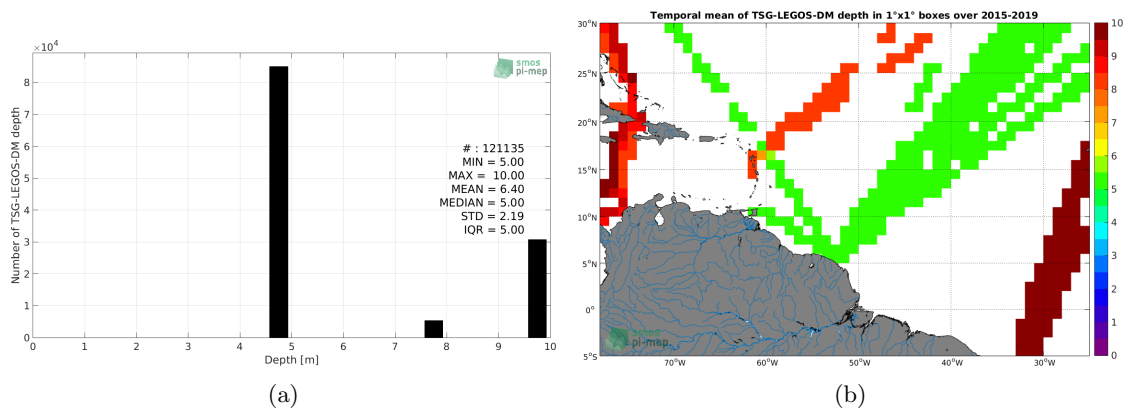 ×10⁴
8
7
6
5
4
3
2
1
0
Number of TSG-LEGOS-DM depth
smos
pi-mep
# : 121135
MIN = 5.00
MAX = 10.00
MEAN = 6.40
MEDIAN = 5.00
STD = 2.19
IQR = 5.00
0 1 2 3 4 5 6 7 8 9 10
Depth [m]
(a)
Temporal mean of TSG-LEGOS-DM depth in 1°x1° boxes over 2015-2019
30°N
25°N
20°N
15°N
10°N
5°N
0°
5°S
smos
pi-mep
70°W 60°W 50°W 40°W 30°W
10
9
8
7
6
5
4
3
2
1
0
(b)